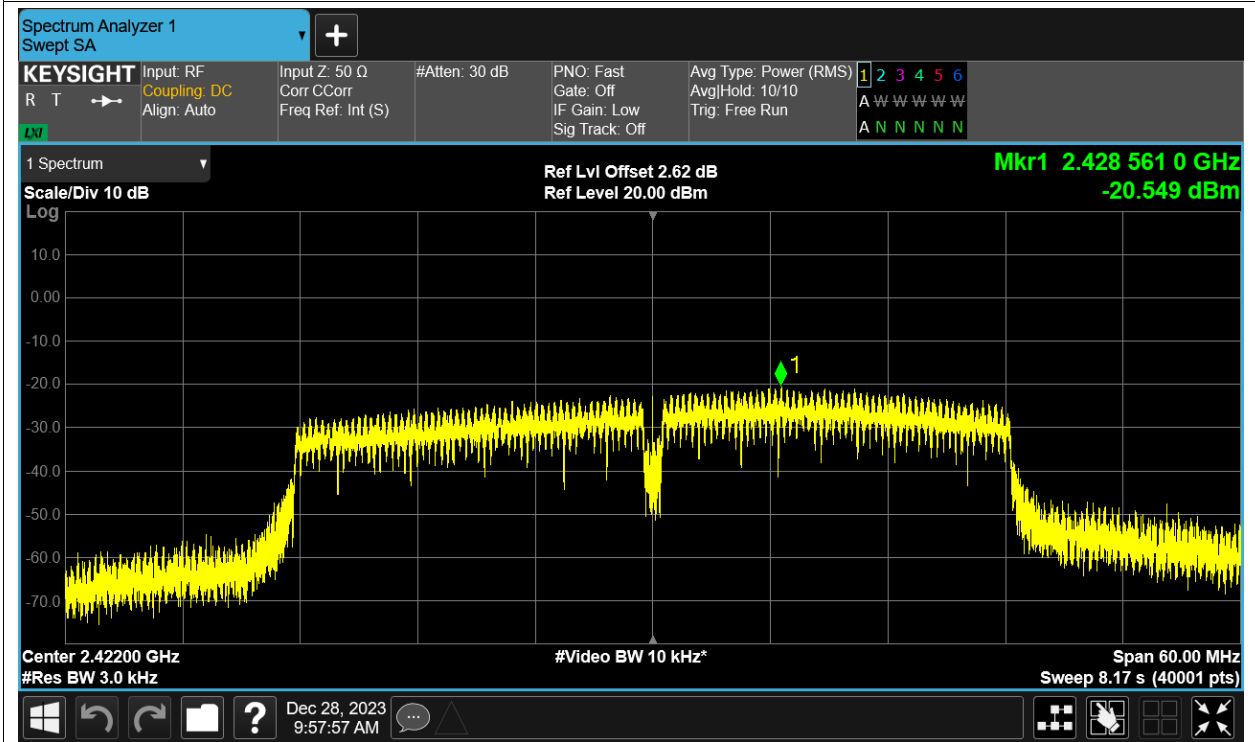 Spectrum Analyzer 1
Swept SA
+
KEYSIGHT
R T
LXI
Input: RF
Coupling: DC
Align: Auto
Input Z: 50 Ω
Corr CCorr
Freq Ref: Int (S)
#Atten: 30 dB
PNO: Fast
Gate: Off
IF Gain: Low
Sig Track: Off
Avg Type: Power (RMS)
Avg|Hold: 10/10
Trig: Free Run
1 2 3 4 5 6
A W W W W W
A N N N N N
1 Spectrum
Scale/Div 10 dB
Log
Ref Lvl Offset 2.62 dB
Ref Level 20.00 dBm
Mkr1 2.428 561 0 GHz
-20.549 dBm
10.0
0.00
-10.0
-20.0
-30.0
-40.0
-50.0
-60.0
-70.0
1
Center 2.42200 GHz
#Res BW 3.0 kHz
#Video BW 10 kHz*
Span 60.00 MHz
Sweep 8.17 s (40001 pts)
?
Dec 28, 2023
9:57:57 AM